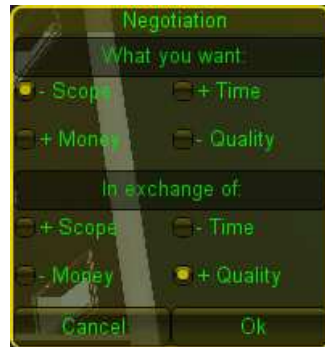 Negotiation
What you want:
- Scope + Time
+ Money - Quality
In exchange of:
+ Scope - Time
- Money + Quality
Cancel Ok